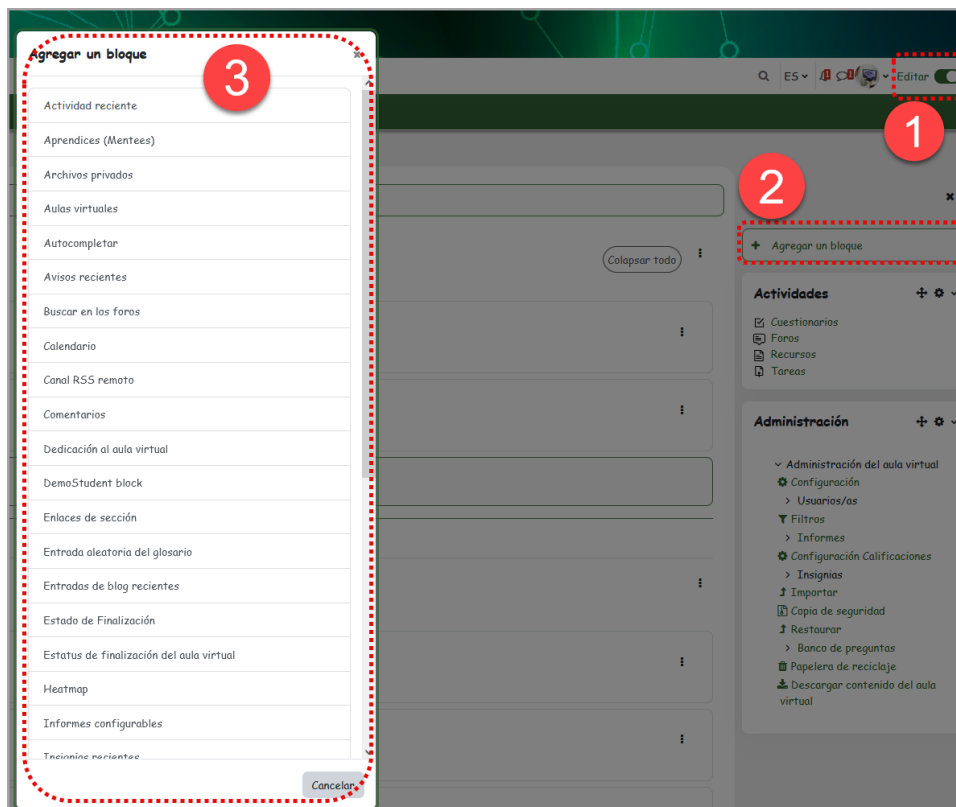 Agregar un bloque
×
3
Actividad reciente
Aprendices (Mentees)
Archivos privados
Aulas virtuales
Autocompletar
Avisos recientes
Buscar en los foros
Calendario
Canal RSS remoto
Comentarios
Dedicación al aula virtual
DemoStudent block
Enlaces de sección
Entrada aleatoria del glosario
Entradas de blog recientes
Estado de Finalización
Estatus de finalización del aula virtual
Heatmap
Informes configurables
Insignias recientes
Cancelar
ES
Editar
1
2
+ Agregar un bloque
Colapsar todo
Actividades
Cuestionarios
Foros
Recursos
Tareas
Administración
Administración del aula virtual
Configuración
Usuarios/as
Filtros
Informes
Configuración Calificaciones
Insignias
Importar
Copia de seguridad
Restaurar
Banco de preguntas
Papelera de reciclaje
Descargar contenido del aula
virtual